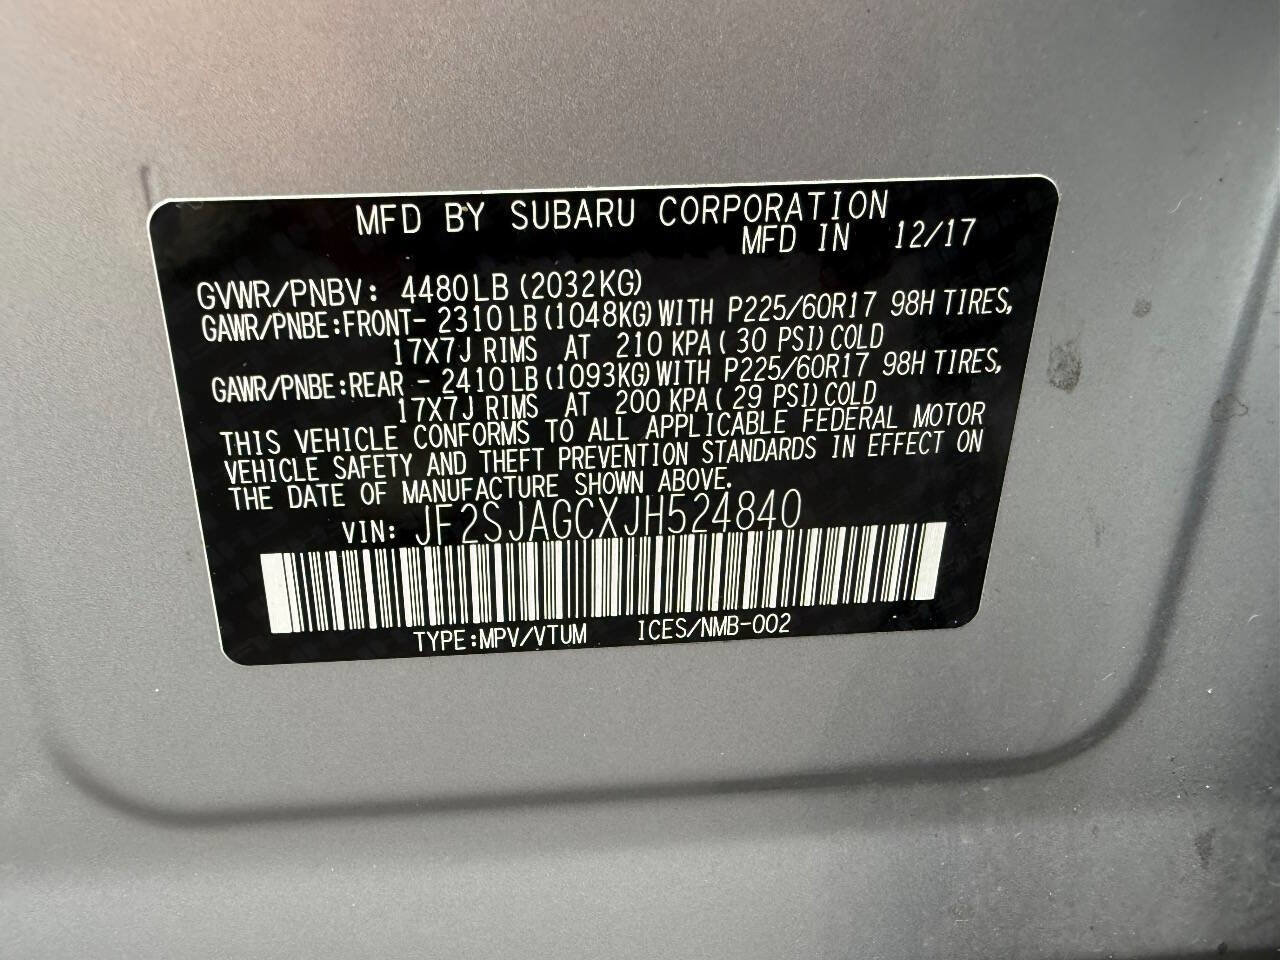 MFD BY SUBARU CORPORATION
MFD IN 12/17
GVWR/PNBV: 4480LB (2032KG)
GAWR/PNBE:FRONT- 2310LB (1048KG) WITH P225/60R17 98H TIRES,
17X7J RIMS AT 210 KPA ( 30 PSI) COLD
GAWR/PNBE:REAR - 2410LB (1093KG) WITH P225/60R17 98H TIRES,
17X7J RIMS AT 200 KPA ( 29 PSI) COLD
THIS VEHICLE CONFORMS TO ALL APPLICABLE FEDERAL MOTOR
VEHICLE SAFETY AND THEFT PREVENTION STANDARDS IN EFFECT ON
THE DATE OF MANUFACTURE SHOWN ABOVE.
VIN: JF2SJAGCXJH524840
TYPE:MPV/VTUM ICES/NMB-002